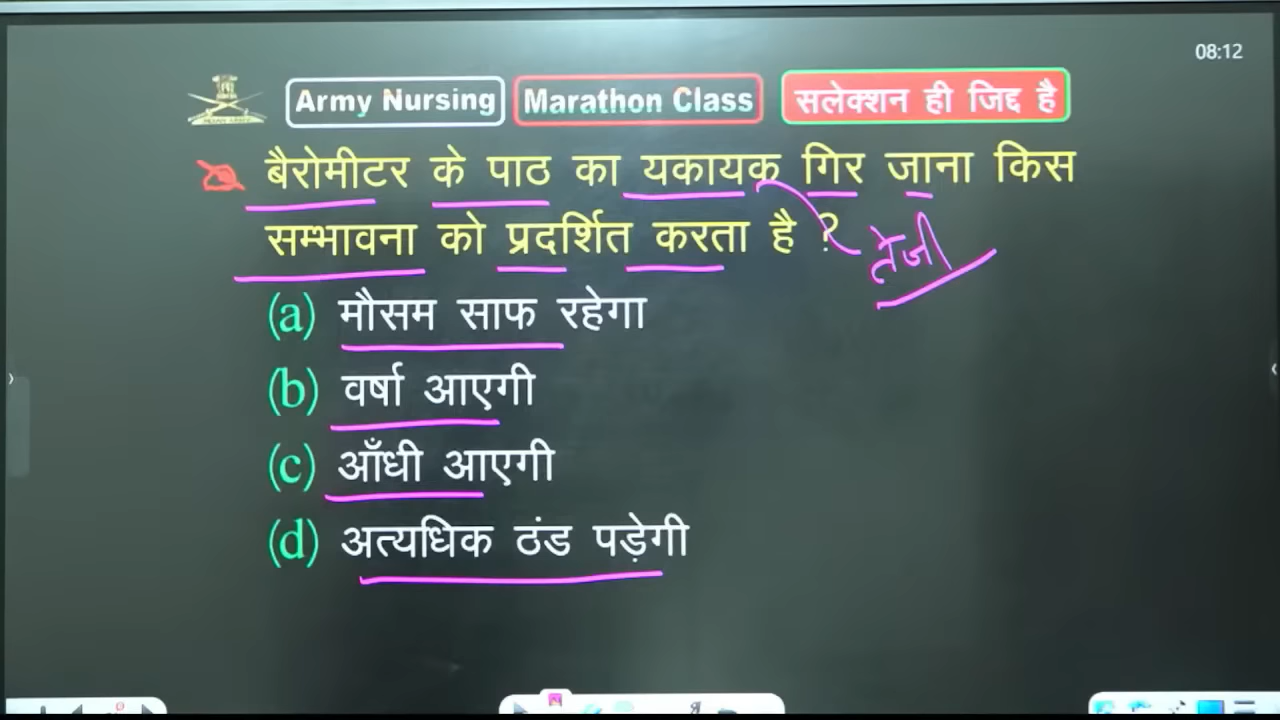 08:12
Army Nursing Marathon Class सलेक्शन ही जिद्द है
बैरोमीटर के पाठ का यकायक गिर जाना किस
सम्भावना को प्रदर्शित करता है ?
तेजी
(a) मौसम साफ रहेगा
(b) वर्षा आएगी
(c) आँधी आएगी
(d) अत्यधिक ठंड पड़ेगी